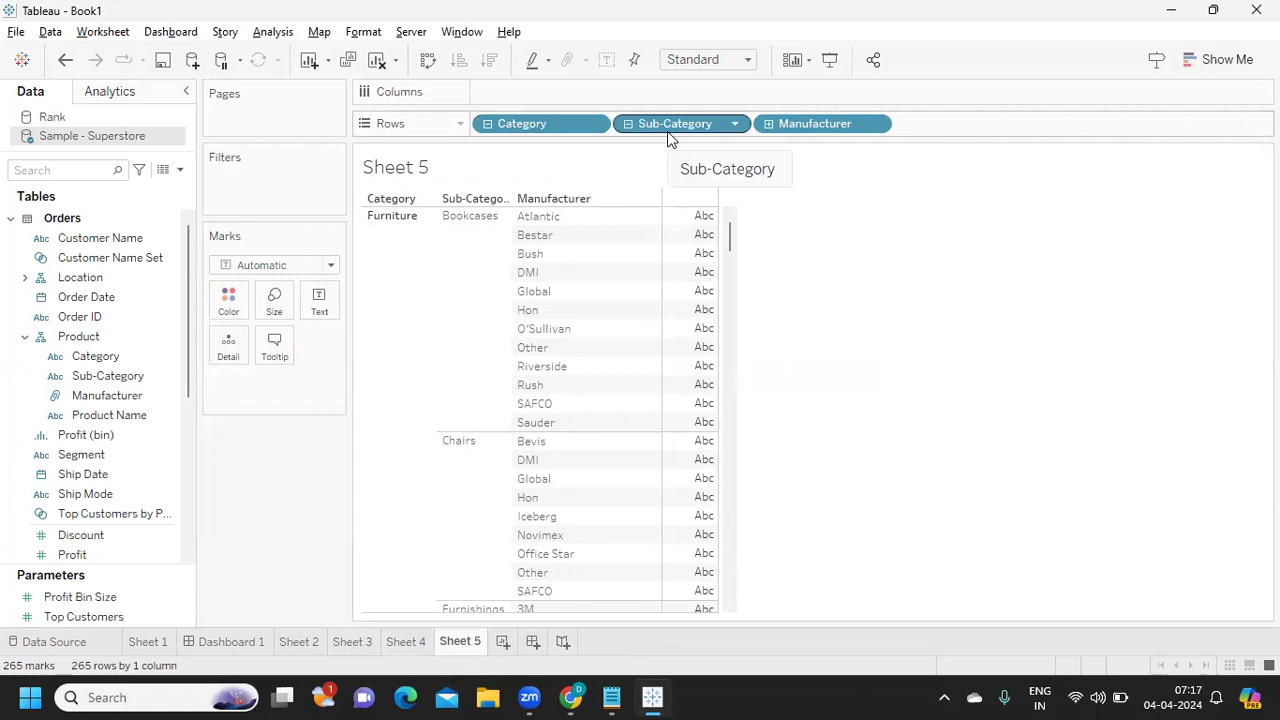 Tableau - Book1
File Data Worksheet Dashboard Story Analysis Map Format Server Window Help
Standard
Show Me
Data Analytics
Rank
Sample - Superstore
Search
Tables
Orders
Customer Name
Customer Name Set
Location
Order Date
Order ID
Product
Category
Sub-Category
Manufacturer
Product Name
Profit (bin)
Segment
Ship Date
Ship Mode
Top Customers by P...
Discount
Profit
Parameters
Profit Bin Size
Top Customers
Pages
Filters
Marks
Automatic
Color Size Text
Detail Tooltip
Columns
Rows Category Sub-Category Manufacturer
Sheet 5
Sub-Category
Category Sub-Catego.. Manufacturer
Furniture Bookcases Atlantic Abc
Bestar Abc
Bush Abc
DMI Abc
Global Abc
Hon Abc
O'Sullivan Abc
Other Abc
Riverside Abc
Rush Abc
SAFCO Abc
Sauder Abc
Chairs Bevis Abc
DMI Abc
Global Abc
Hon Abc
Iceberg Abc
Novimex Abc
Office Star Abc
Other Abc
SAFCO Abc
Furnishings 3M Abc
Data Source Sheet 1 Dashboard 1 Sheet 2 Sheet 3 Sheet 4 Sheet 5
265 marks 265 rows by 1 column
Search
1
zm
D
ENG
IN
07:17
04-04-2024
PRE